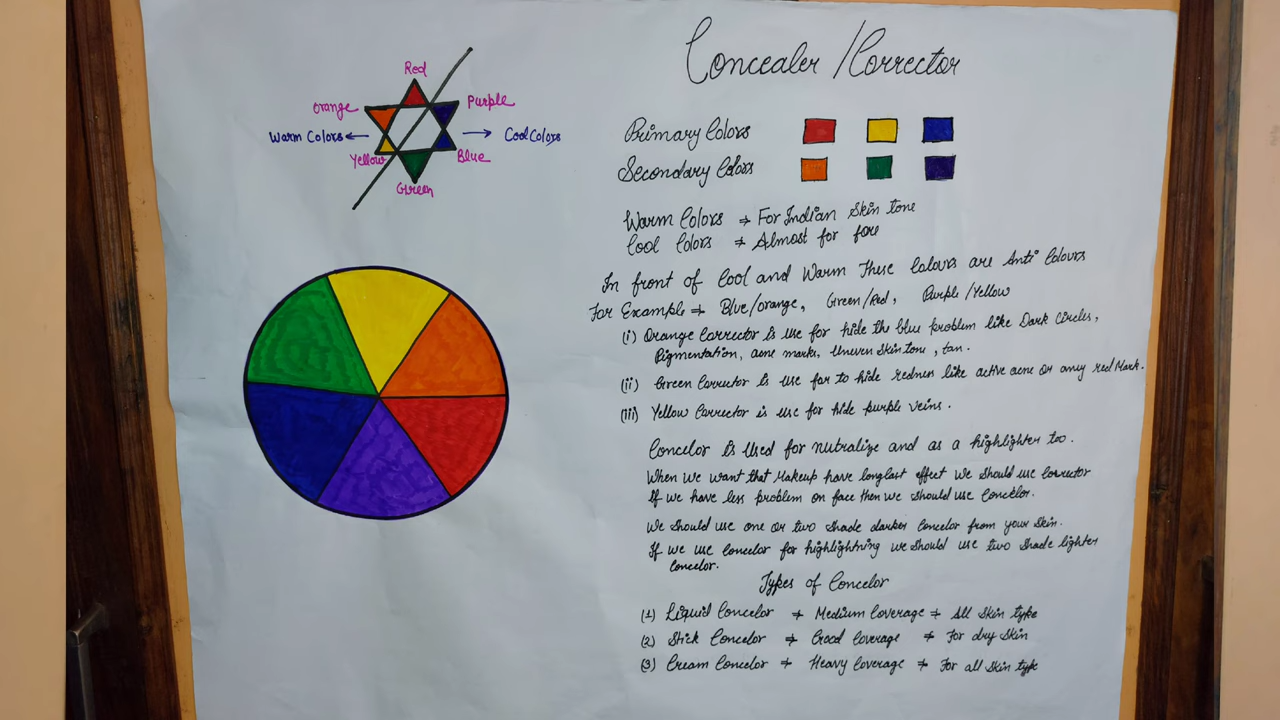 Concealer / Corrector
Red
Orange
Purple
Warm Colors
Cool Colors
Yellow
Blue
Green
Primary Colors
Secondary Colors
Warm Colors → For Indian Skin tone
Cool Colors → Almost for fore
In front of Cool and Warm These Colours are Anti Colours
For Example → Blue/orange, Green/Red, Purple/Yellow
(i) Orange Corrector is use for hide the blue problem like Dark Circles,
Pigmentation, acne marks, Uneven Skin tone, tan.
(ii) Green Corrector is use for to hide rednes like active acne or any red Mark.
(iii) Yellow Corrector is use for hide purple veins.
Concelor is Used for nutralize and as a highlighter too.
When we want that Makeup have longlast effect we should use Corrector
If we have less problem on face then we should use Concelor.
We Should use one or two Shade darker Concelor from your Skin.
If we use Concelor for highlightning we should use two Shade lighter
Concelor.
Types of Concelor
(1) Liquid Concelor → Medium Coverage → All Skin type
(2) Stick Concelor → Good Coverage → For dry Skin
(3) Cream Concelor → Heavy Coverage → For all Skin type